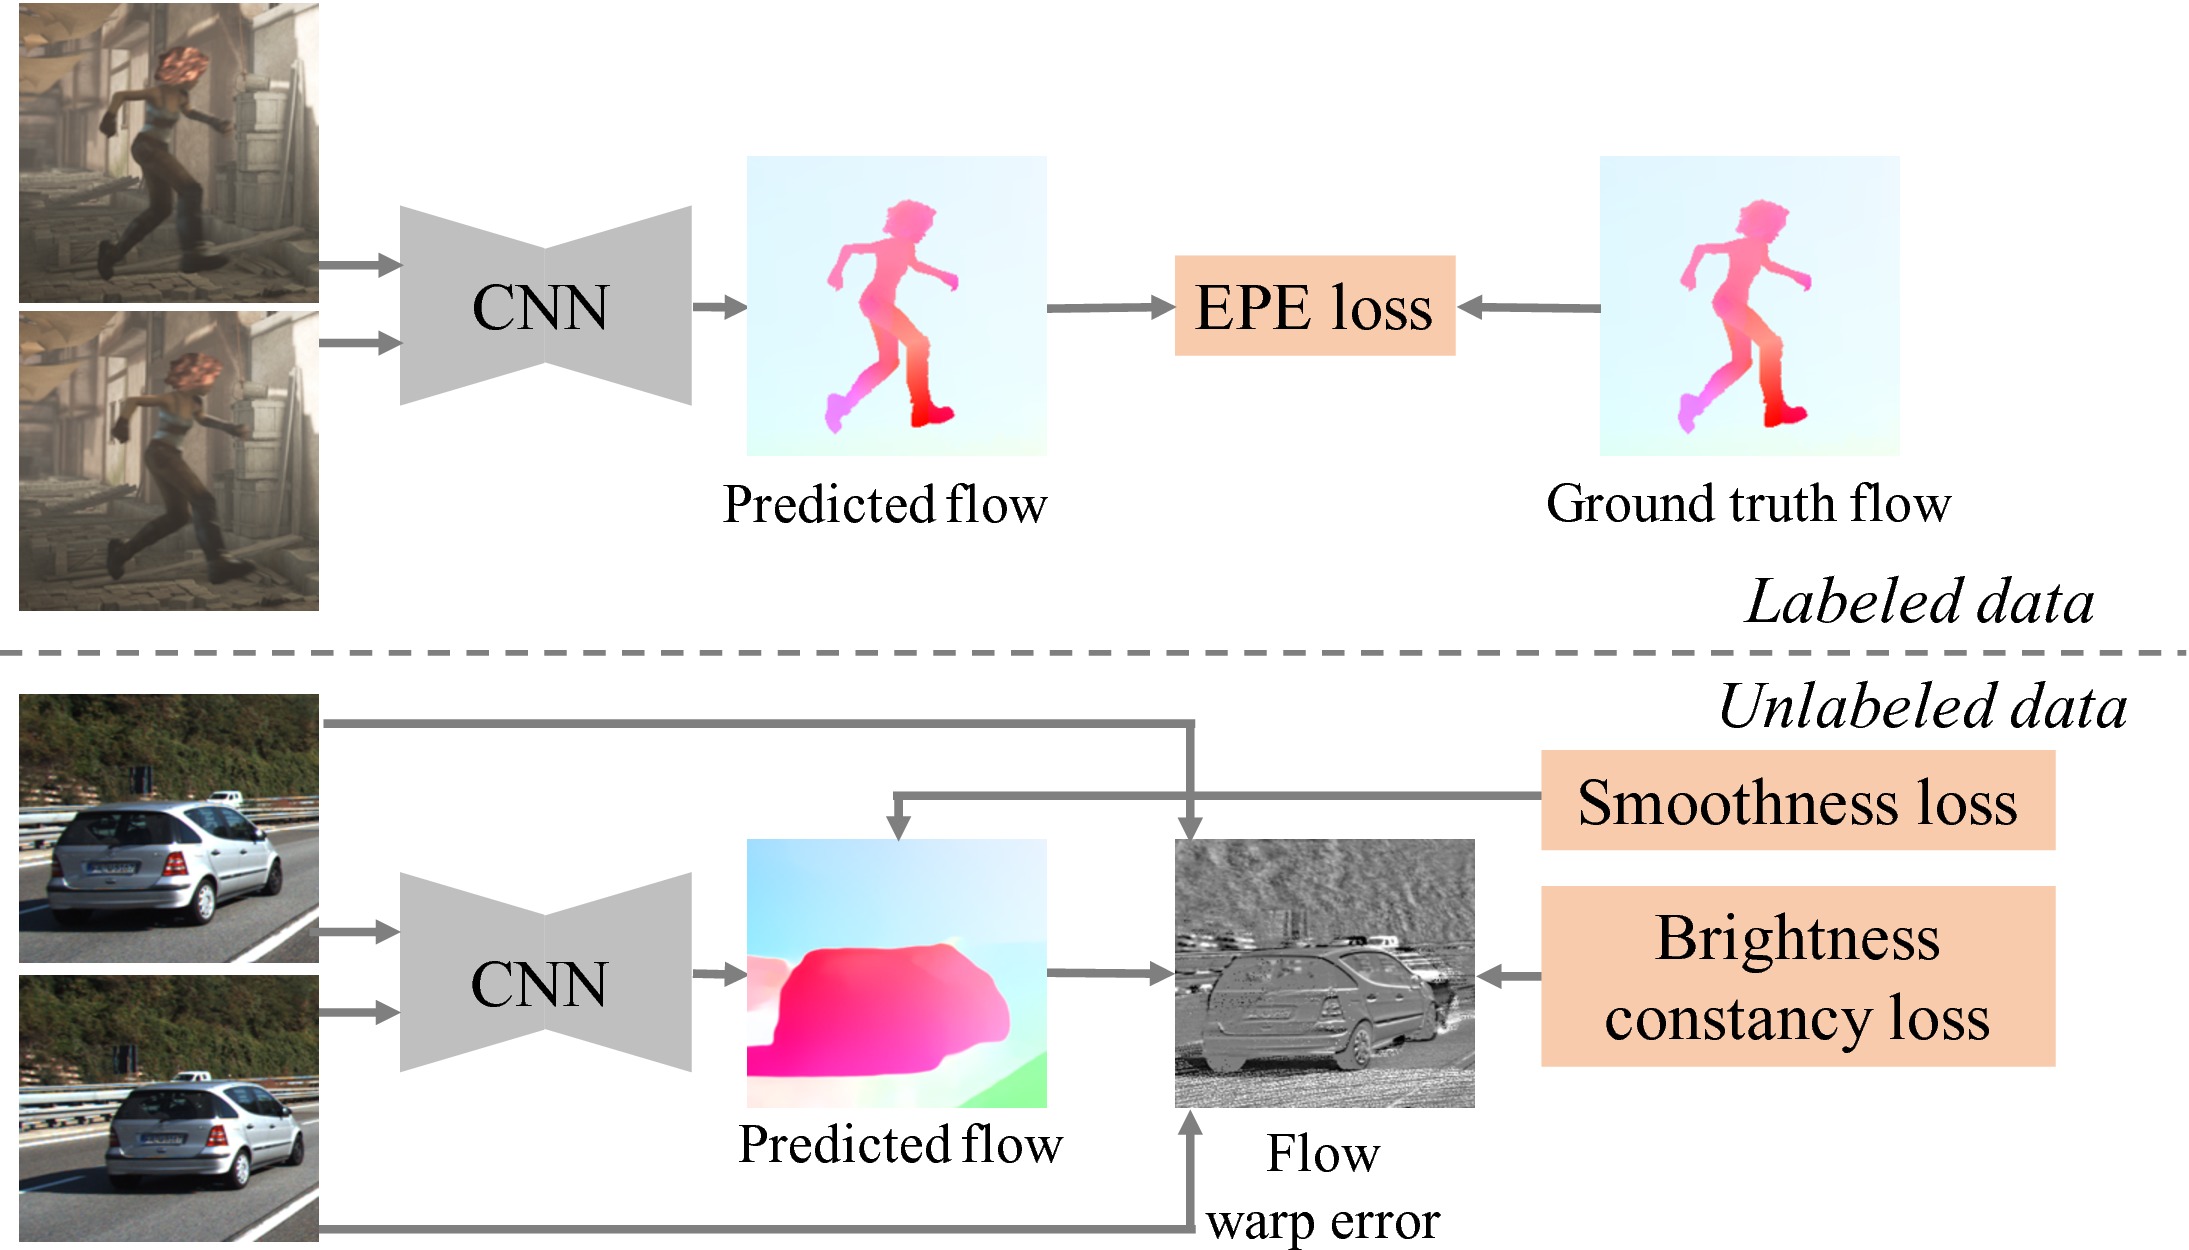 CNN
EPE loss
Predicted flow
Ground truth flow
Labeled data
Unlabeled data
Smoothness loss
CNN
Brightness
constancy loss
Predicted flow
Flow
warp error